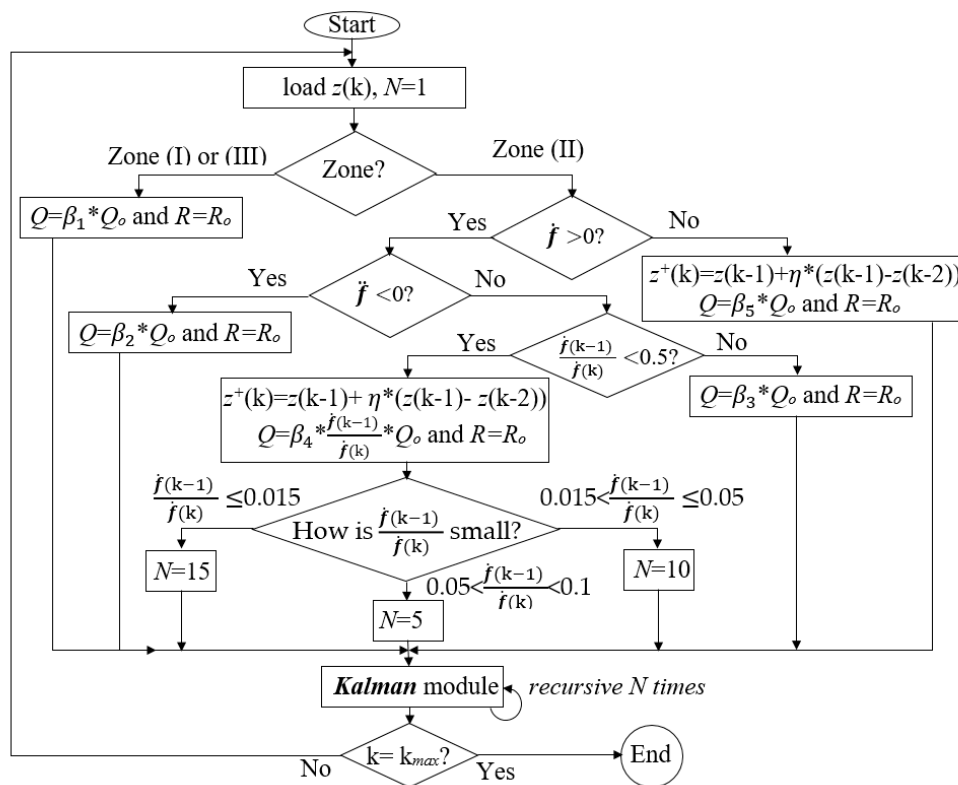 Start
load z(k), N=1
Zone (I) or (III)
Zone?
Zone (II)
Q=β₁*Qₒ and R=Rₒ
Yes
ḟ >0?
No
z⁺(k)=z(k-1)+η*(z(k-1)-z(k-2))
Q=β₅*Qₒ and R=Rₒ
Yes
f̈ <0?
No
Q=β₂*Qₒ and R=Rₒ
Yes
ḟ(k−1)/ḟ(k) <0.5?
No
z⁺(k)=z(k-1)+ η*(z(k-1)- z(k-2))
Q=β₄*ḟ(k−1)/ḟ(k)*Qₒ and R=Rₒ
Q=β₃*Qₒ and R=Rₒ
ḟ(k−1)/ḟ(k) ≤0.015
0.015<ḟ(k−1)/ḟ(k) ≤0.05
How is ḟ(k−1)/ḟ(k) small?
N=15
N=10
0.05<ḟ(k−1)/ḟ(k)<0.1
N=5
Kalman module
recursive N times
k= kmax?
No
Yes
End